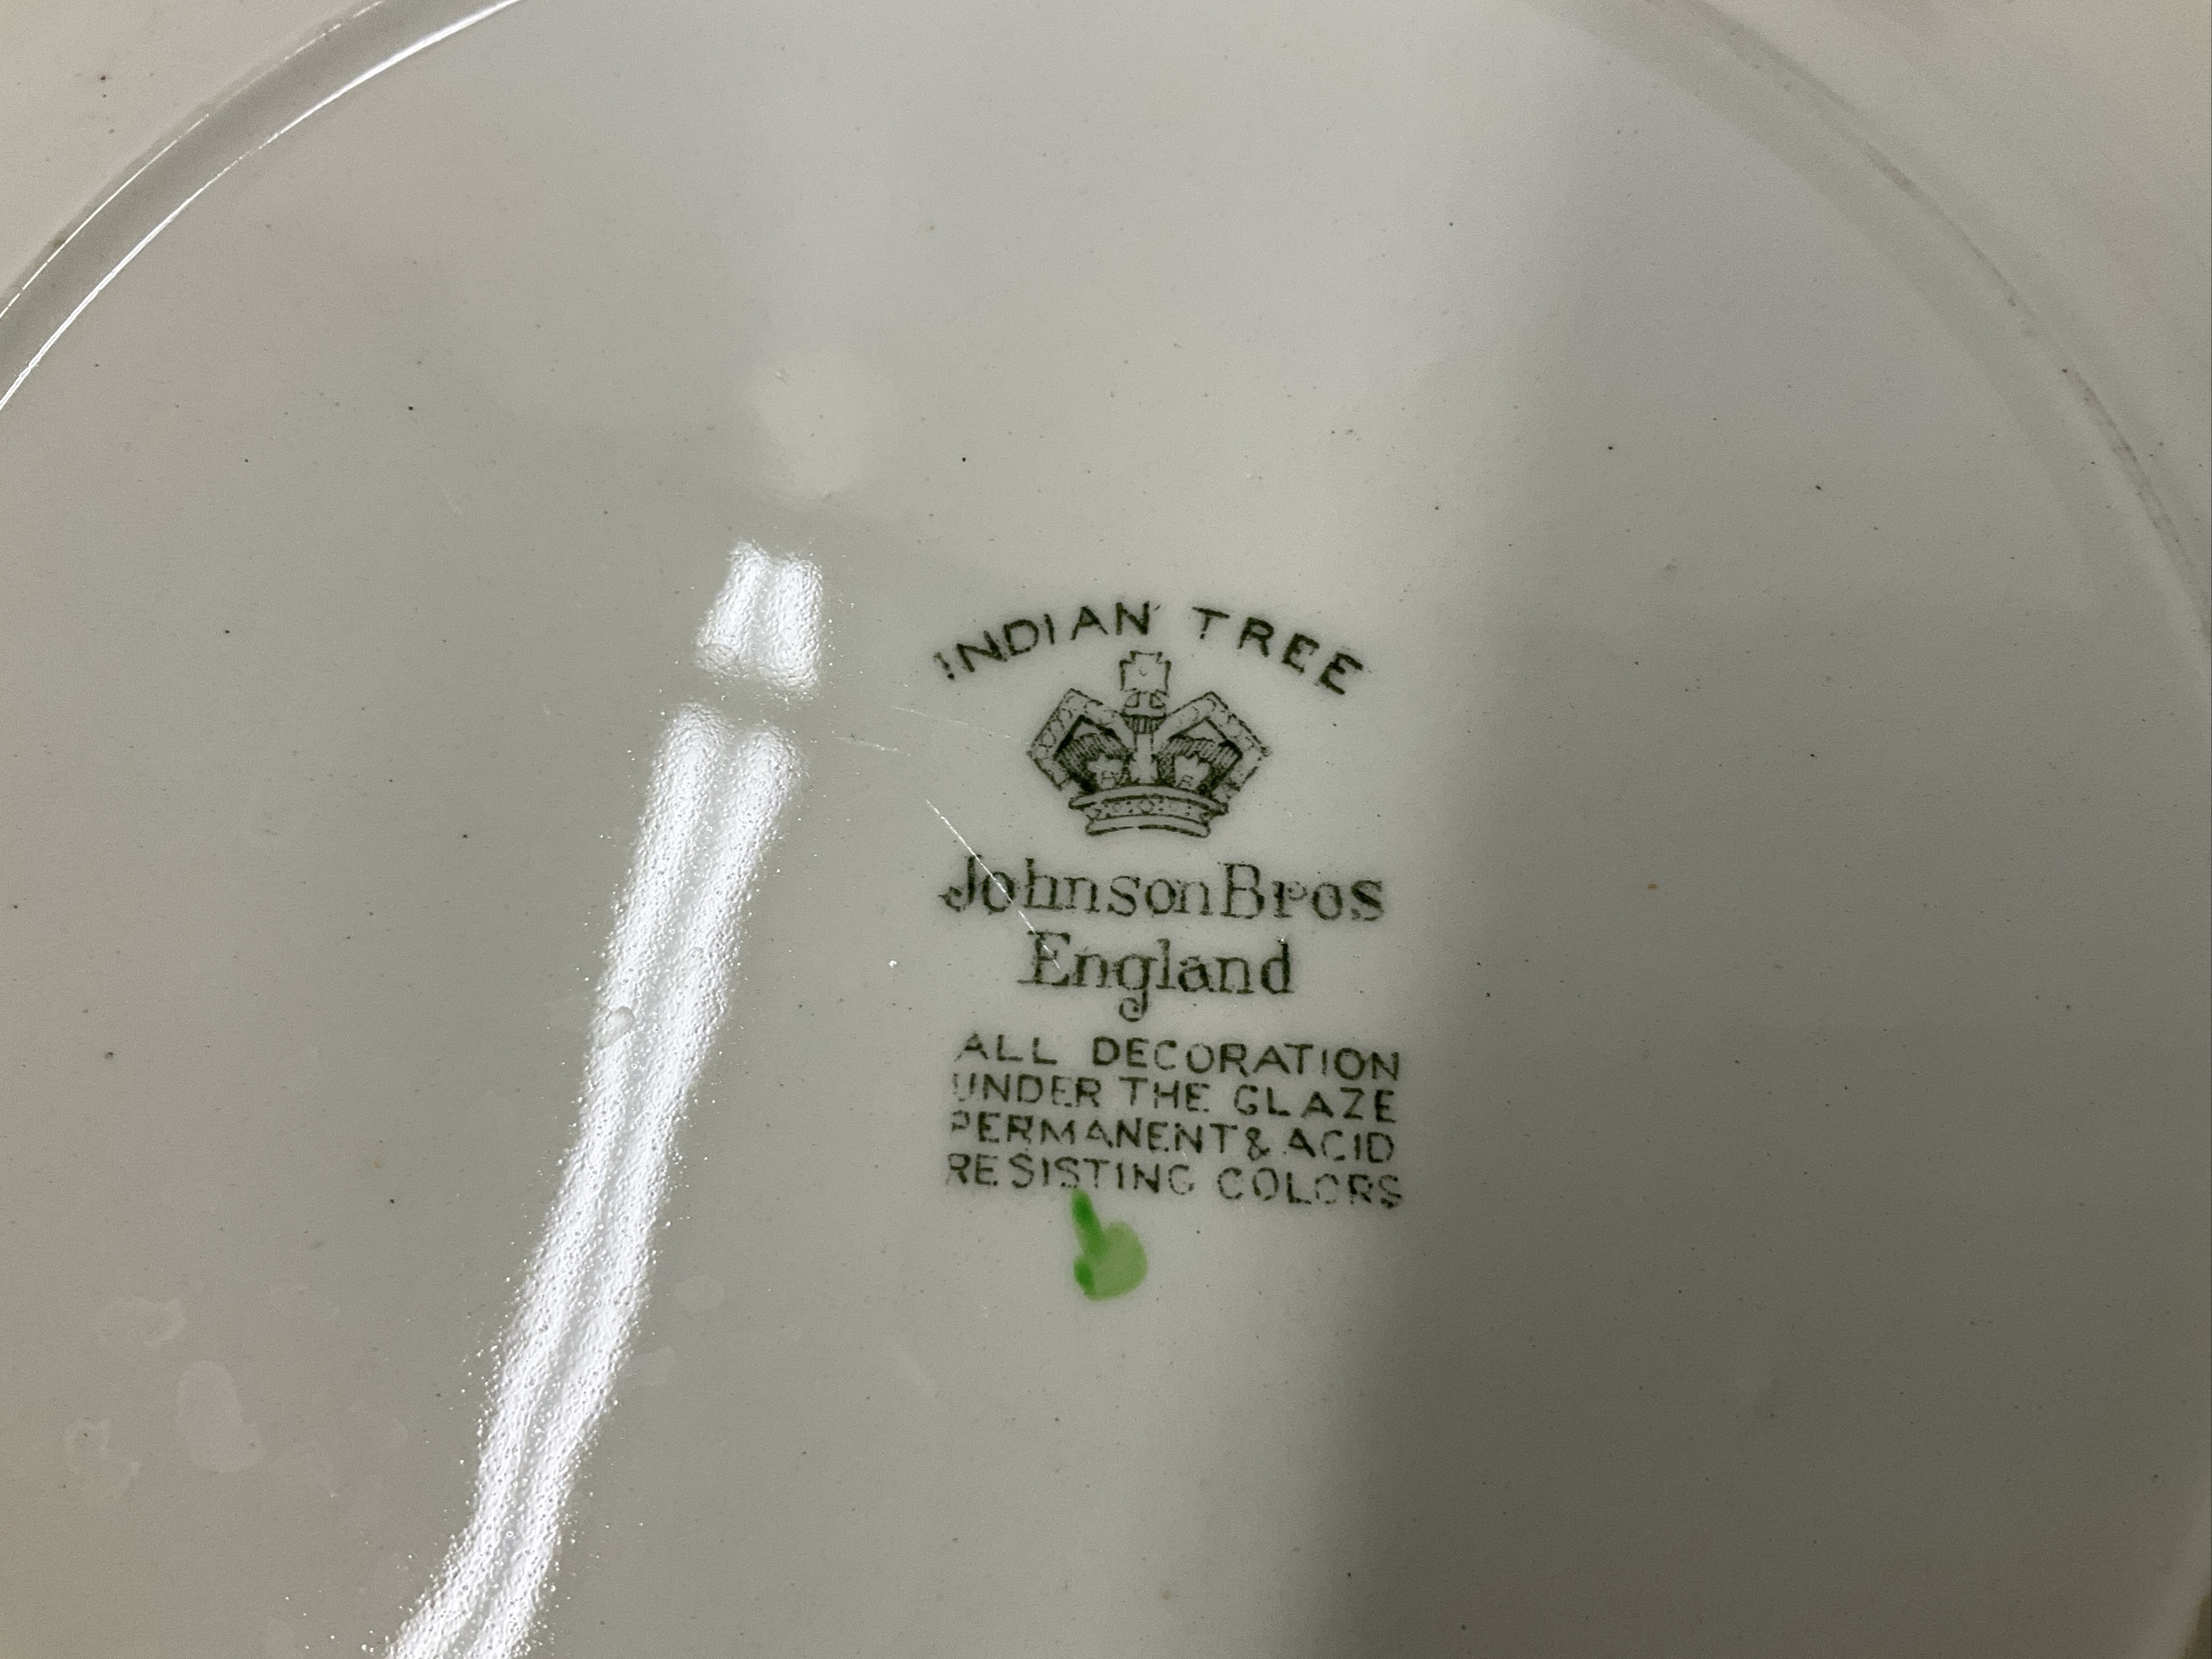 INDIAN TREE
Johnson Bros
England
ALL DECORATION
UNDER THE GLAZE
PERMANENT & ACID
RESISTING COLORS